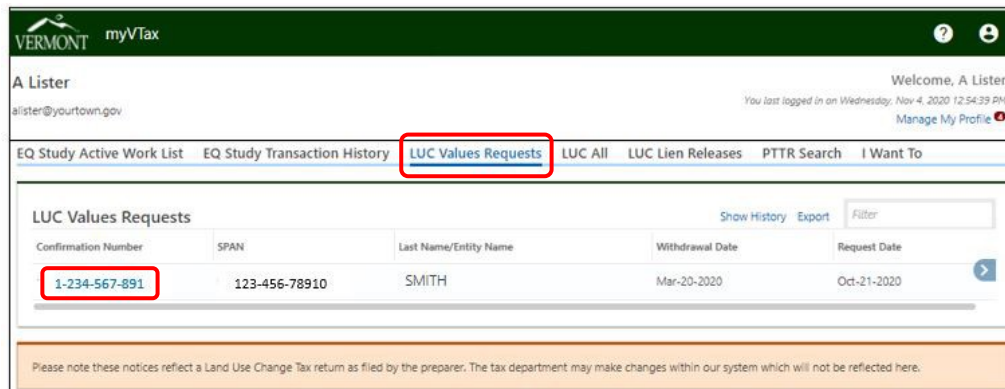 VERMONT myVTax
A Lister
Welcome, A Lister
alister@yourtown.gov
You last logged in on Wednesday, Nov 4, 2020 12:54:39 PM
Manage My Profile 4
EQ Study Active Work List EQ Study Transaction History LUC Values Requests LUC All LUC Lien Releases PTTR Search I Want To
LUC Values Requests
Show History Export Filter
Confirmation Number SPAN Last Name/Entity Name Withdrawal Date Request Date
1-234-567-891 123-456-78910 SMITH Mar-20-2020 Oct-21-2020
Please note these notices reflect a Land Use Change Tax return as filed by the preparer. The tax department may make changes within our system which will not be reflected here.